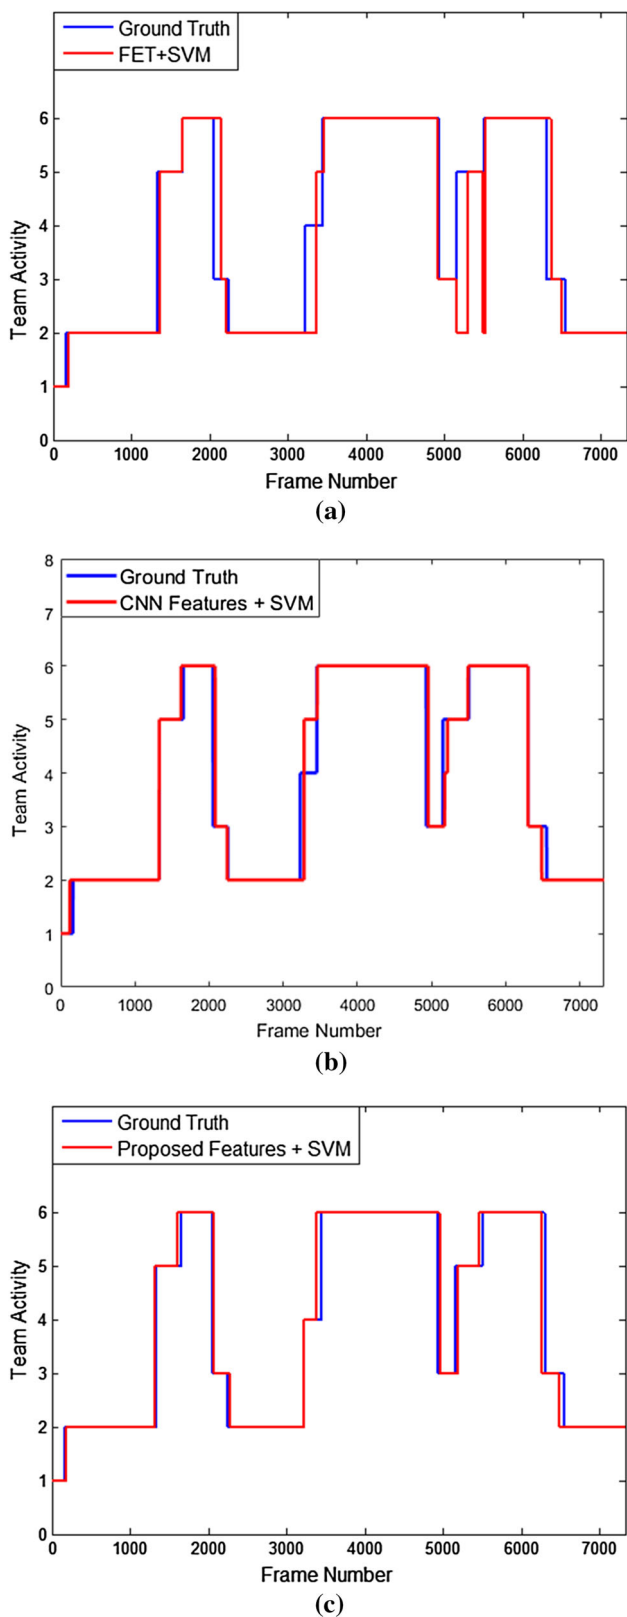 Ground Truth
FET+SVM
6
5
4
3
2
1
0
Team Activity
0 1000 2000 3000 4000 5000 6000 7000
Frame Number
(a)
8
7
6
5
4
3
2
1
0
Ground Truth
CNN Features + SVM
Team Activity
0 1000 2000 3000 4000 5000 6000 7000
Frame Number
(b)
Ground Truth
Proposed Features + SVM
6
5
4
3
2
1
0
Team Activity
0 1000 2000 3000 4000 5000 6000 7000
Frame Number
(c)